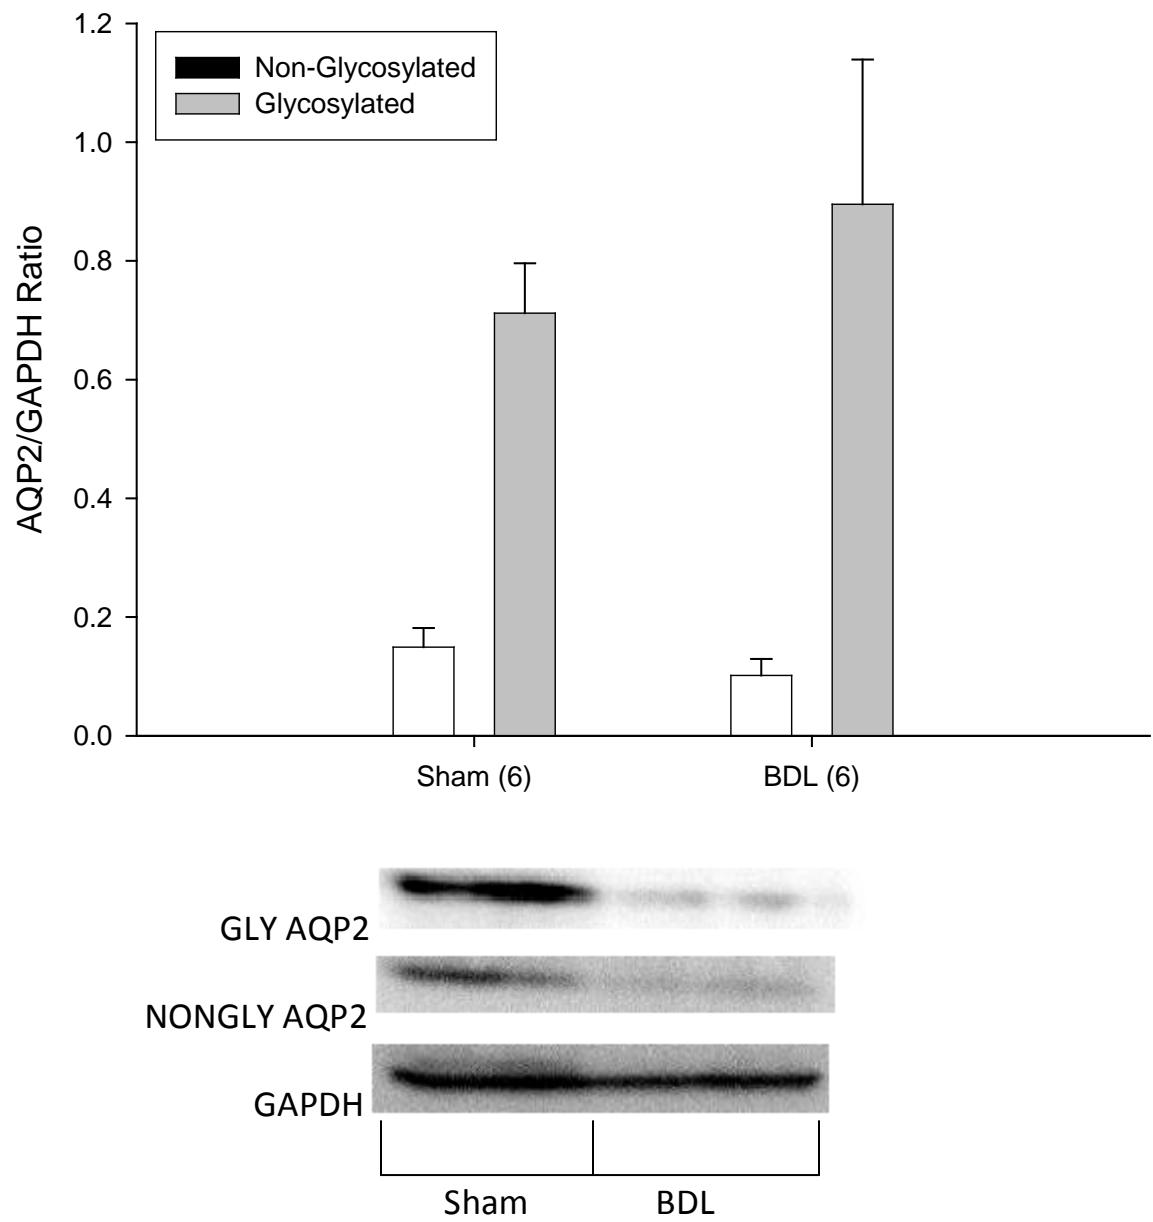 1.2
Non-Glycosylated
Glycosylated
1.0
0.8
0.6
0.4
0.2
0.0
AQP2/GAPDH Ratio
Sham (6) BDL (6)
GLY AQP2
NONGLY AQP2
GAPDH
Sham BDL